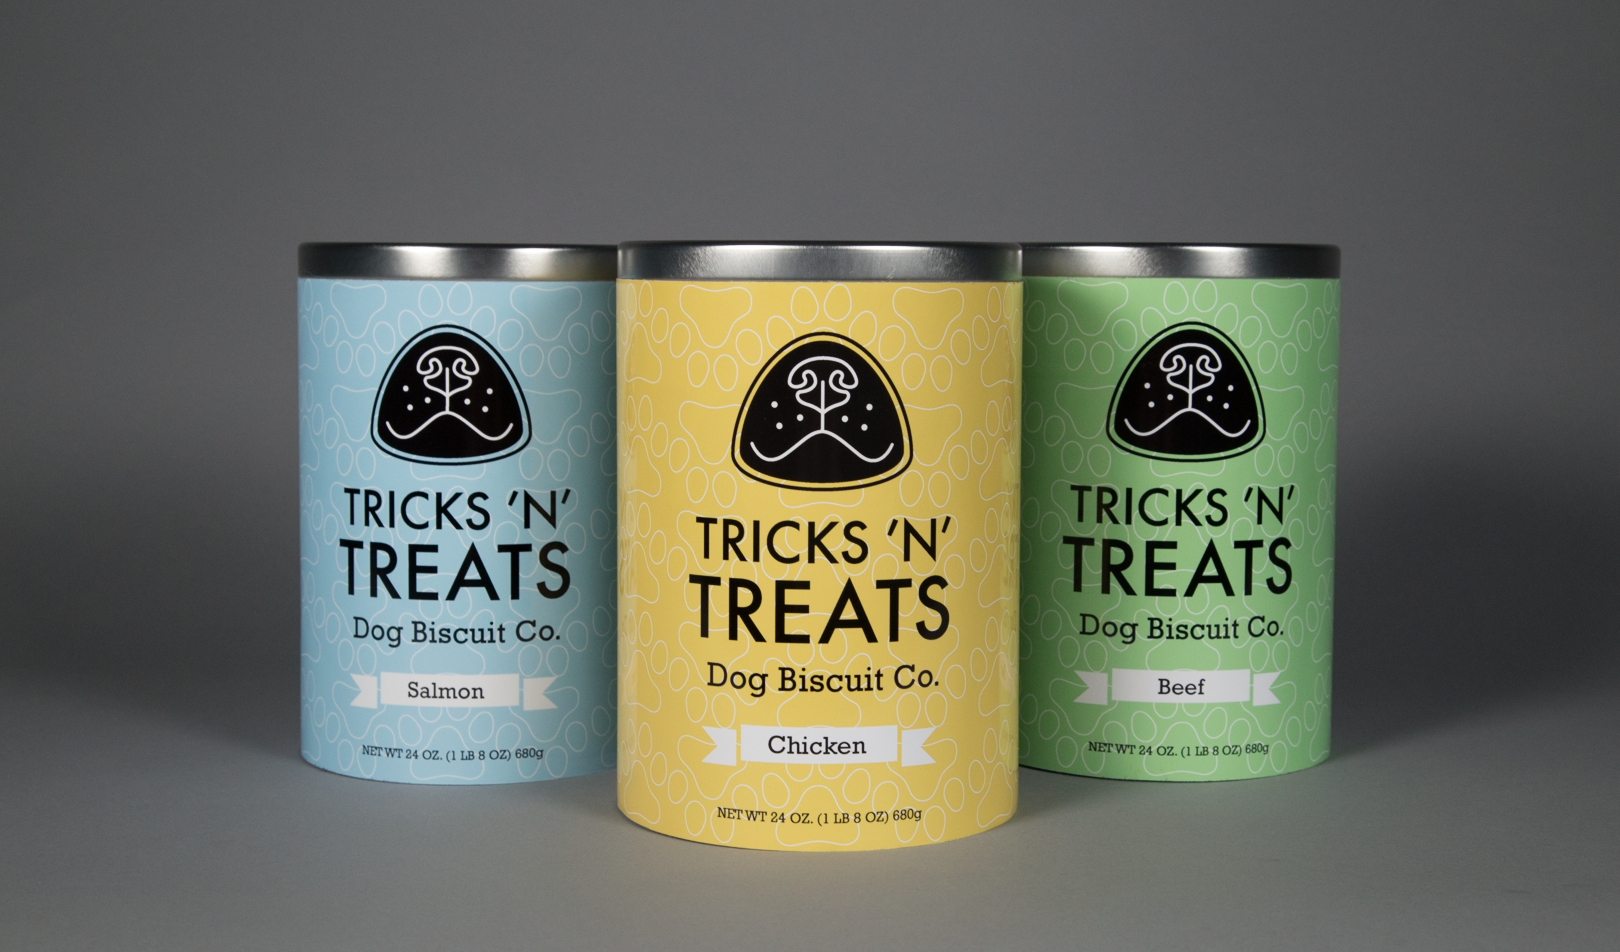 TRICKS ’N’
TREATS
Dog Biscuit Co.
Salmon
NET WT 24 OZ. (1 LB 8 OZ) 680g
TRICKS ’N’
TREATS
Dog Biscuit Co.
Chicken
NET WT 24 OZ. (1 LB 8 OZ) 680g
TRICKS ’N’
TREATS
Dog Biscuit Co.
Beef
NET WT 24 OZ. (1 LB 8 OZ) 680g